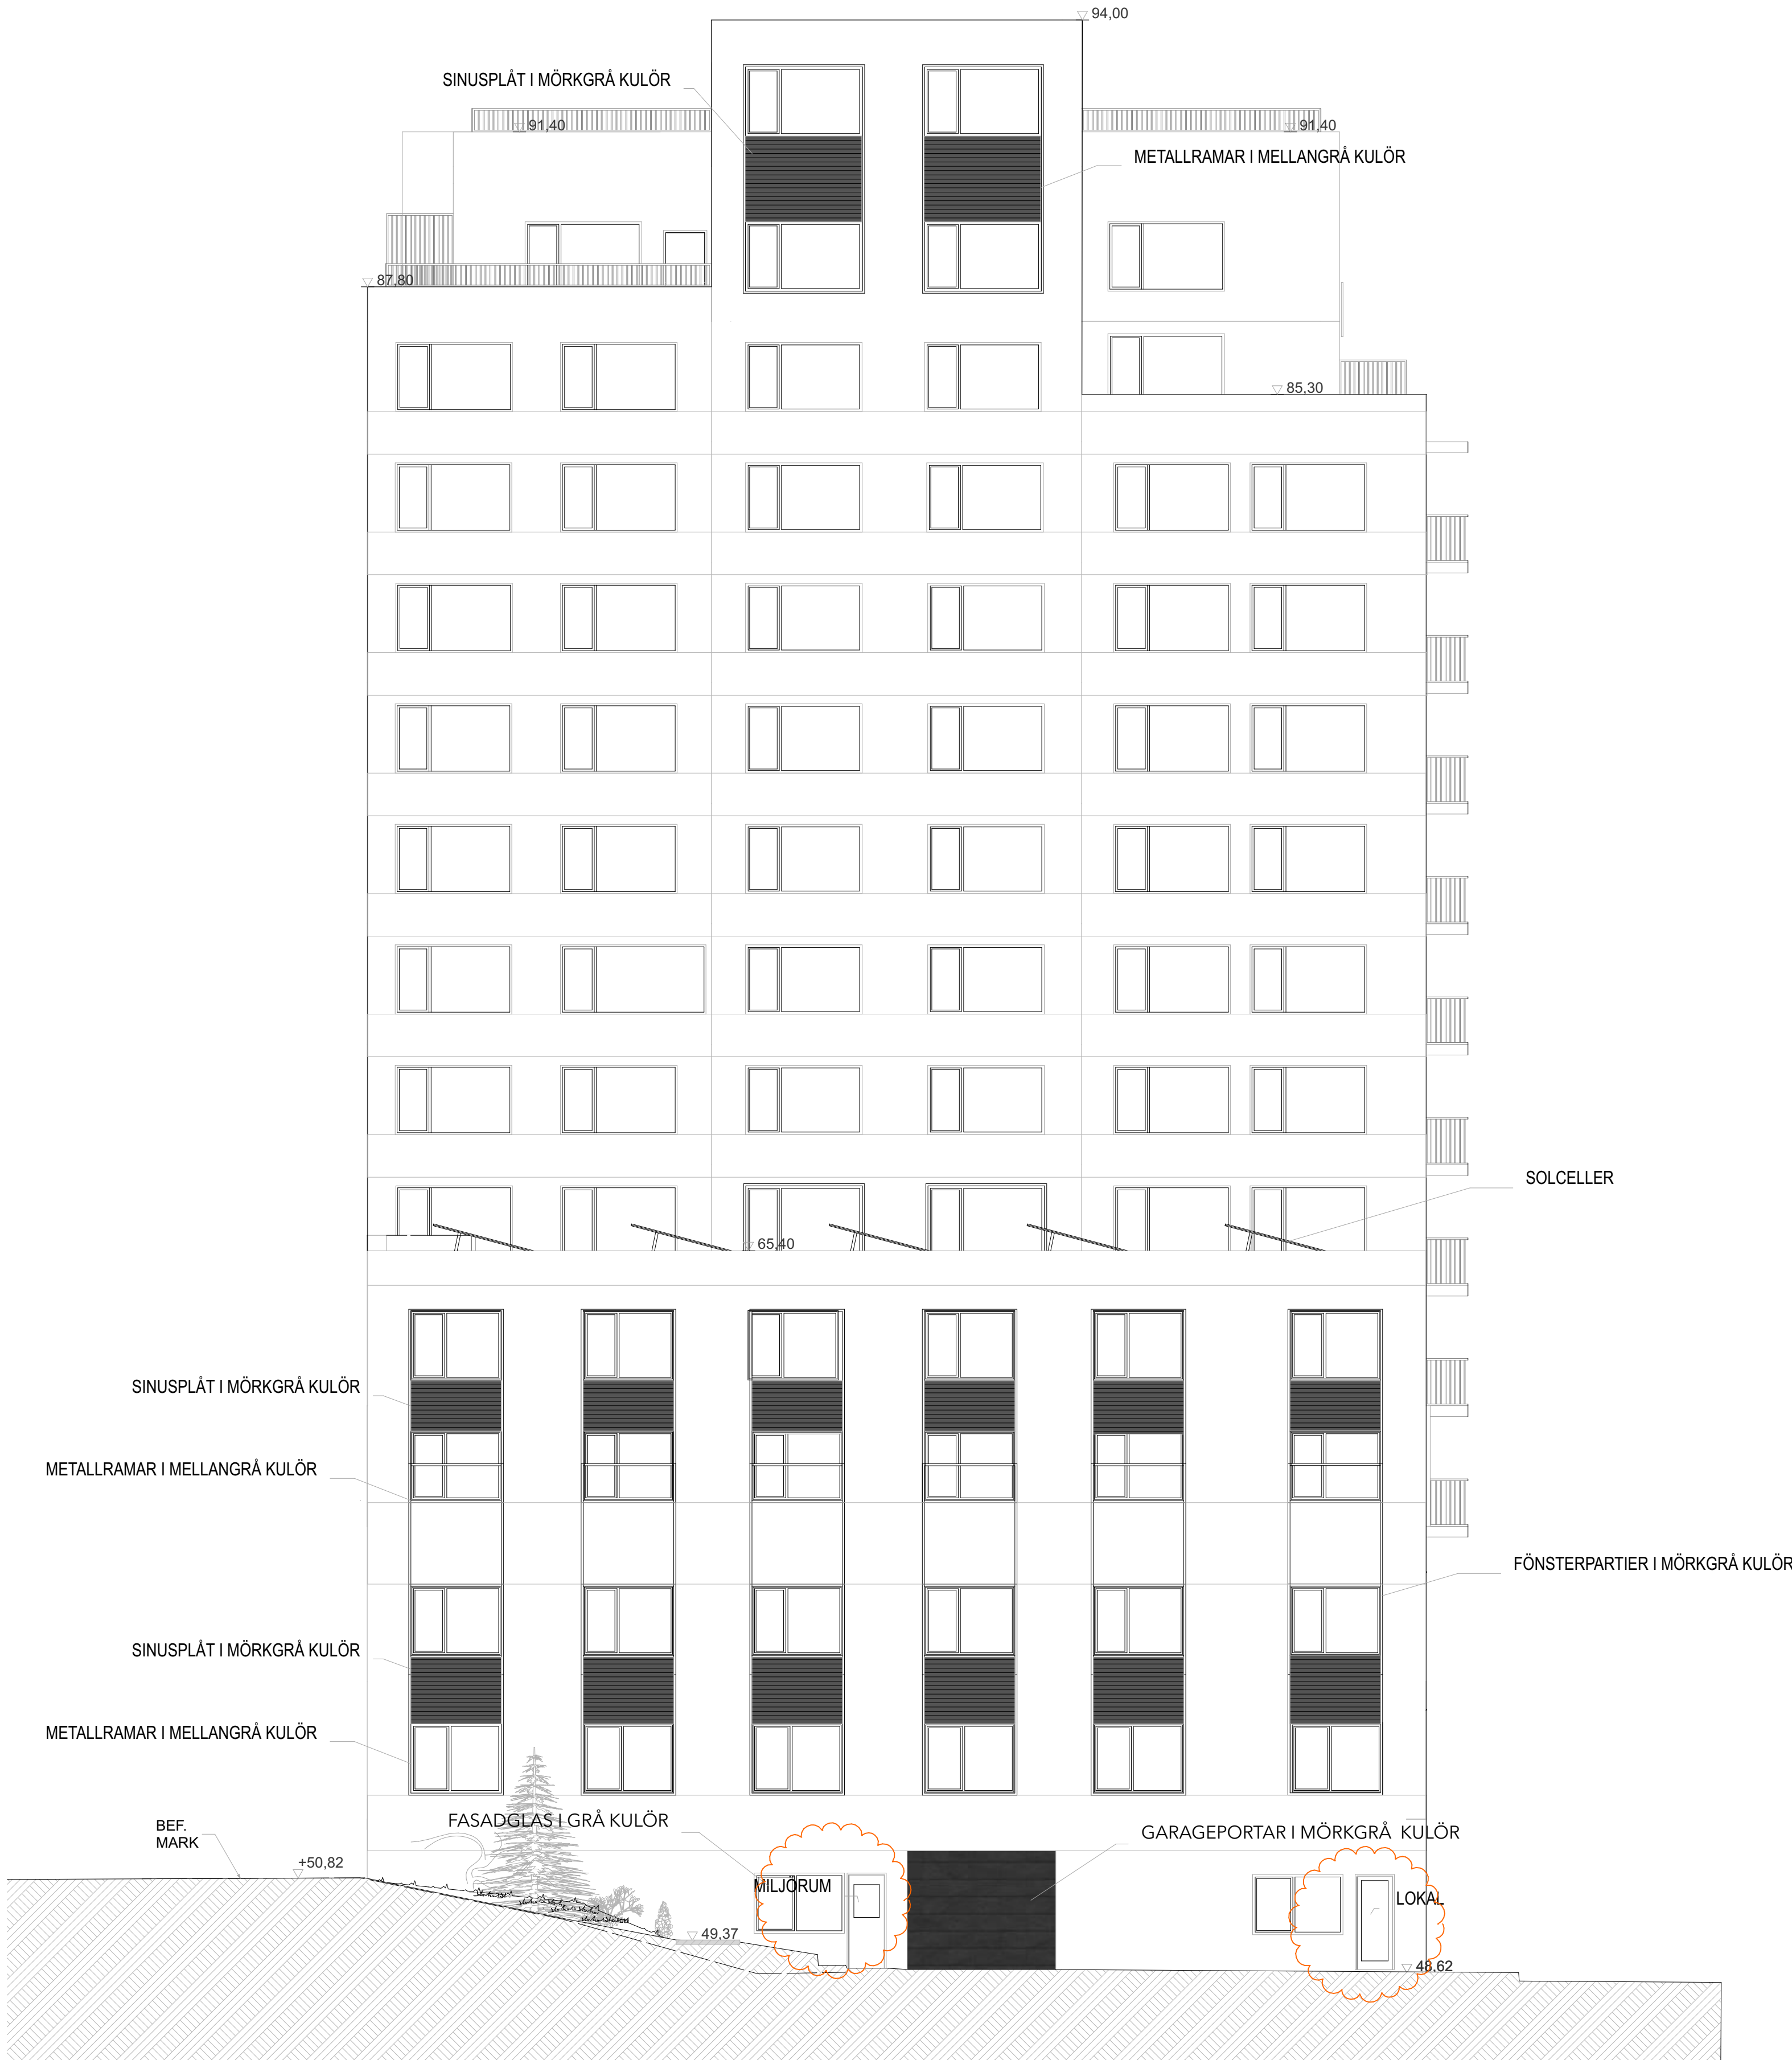 94,00
SINUSPLÅT I MÖRKGRÅ KULÖR
91,40
91,40
METALLRAMAR I MELLANGRÅ KULÖR
87,80
85,30
SOLCELLER
65,40
SINUSPLÅT I MÖRKGRÅ KULÖR
METALLRAMAR I MELLANGRÅ KULÖR
FÖNSTERPARTIER I MÖRKGRÅ KULÖR
SINUSPLÅT I MÖRKGRÅ KULÖR
METALLRAMAR I MELLANGRÅ KULÖR
FASADGLAS I GRÅ KULÖR
BEF.
MARK
GARAGEPORTAR I MÖRKGRÅ KULÖR
+50,82
MILJÖRUM
LOKAL
49,37
48,62